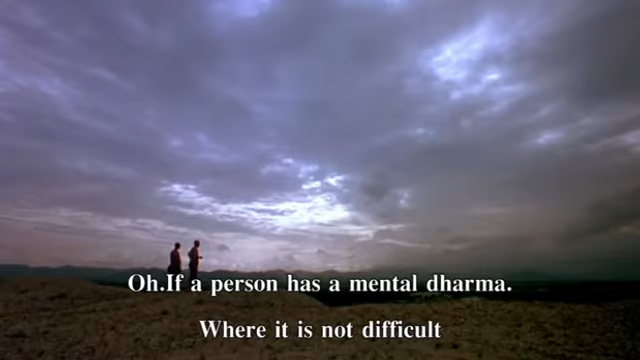 Oh.If a person has a mental dharma.
Where it is not difficult